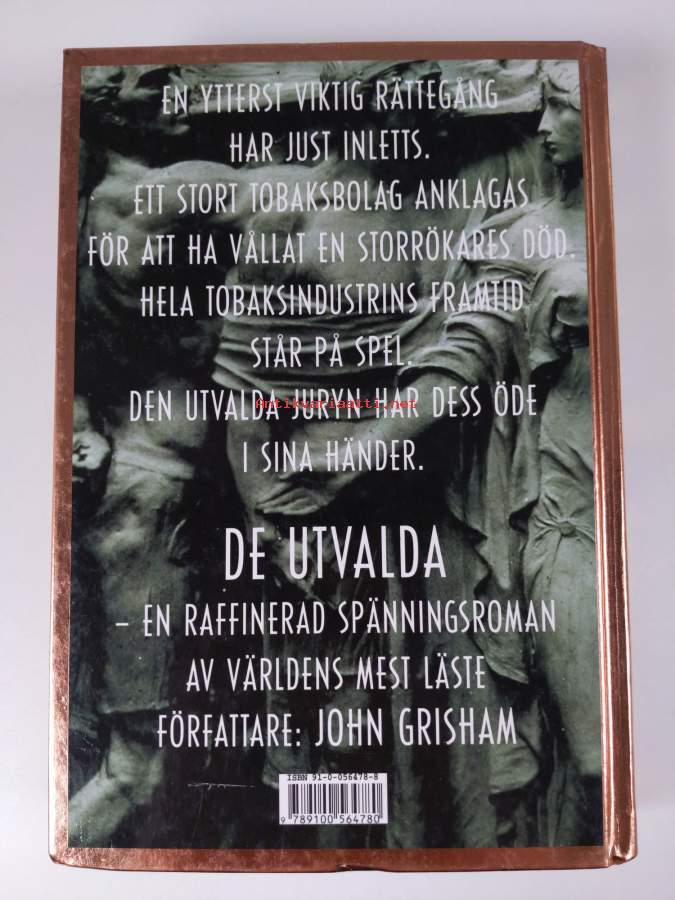 EN YTTERST VIKTIG RÄTTEGÅNG
HAR JUST INLETTS.
ETT STORT TOBAKSBOLAG ANKLAGAS
FÖR ATT HA VÅLLAT EN STORRÖKARES DÖD.
HELA TOBAKSINDUSTRINS FRAMTID
STÅR PÅ SPEL.
DEN UTVALDA JURYN HAR DESS ÖDE
Antikvariaatti.net
I SINA HÄNDER.
DE UTVALDA
– EN RAFFINERAD SPÄNNINGSROMAN
AV VÄRLDENS MEST LÄSTE
FÖRFATTARE: JOHN GRISHAM
ISBN 91-0-056478-8
9 789100 564780